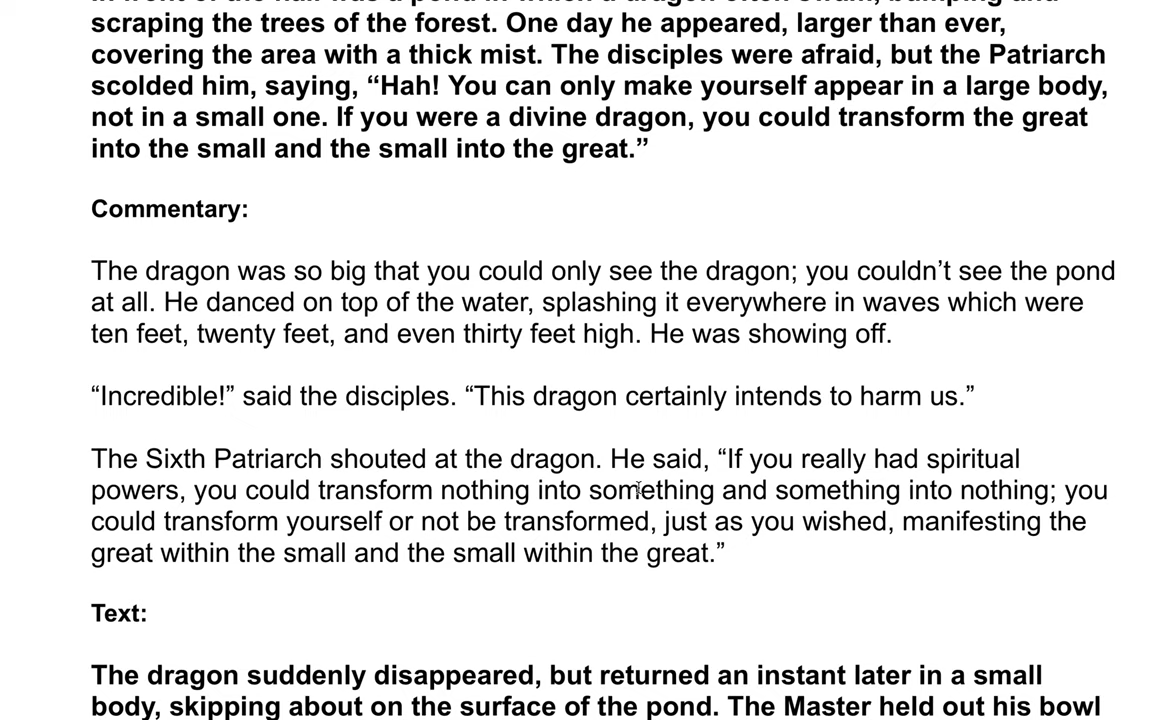 scraping the trees of the forest. One day he appeared, larger than ever,
covering the area with a thick mist. The disciples were afraid, but the Patriarch
scolded him, saying, “Hah! You can only make yourself appear in a large body,
not in a small one. If you were a divine dragon, you could transform the great
into the small and the small into the great.”
Commentary:
The dragon was so big that you could only see the dragon; you couldn’t see the pond
at all. He danced on top of the water, splashing it everywhere in waves which were
ten feet, twenty feet, and even thirty feet high. He was showing off.
“Incredible!” said the disciples. “This dragon certainly intends to harm us.”
The Sixth Patriarch shouted at the dragon. He said, “If you really had spiritual
powers, you could transform nothing into something and something into nothing; you
could transform yourself or not be transformed, just as you wished, manifesting the
great within the small and the small within the great.”
Text:
The dragon suddenly disappeared, but returned an instant later in a small
body, skipping about on the surface of the pond. The Master held out his bowl